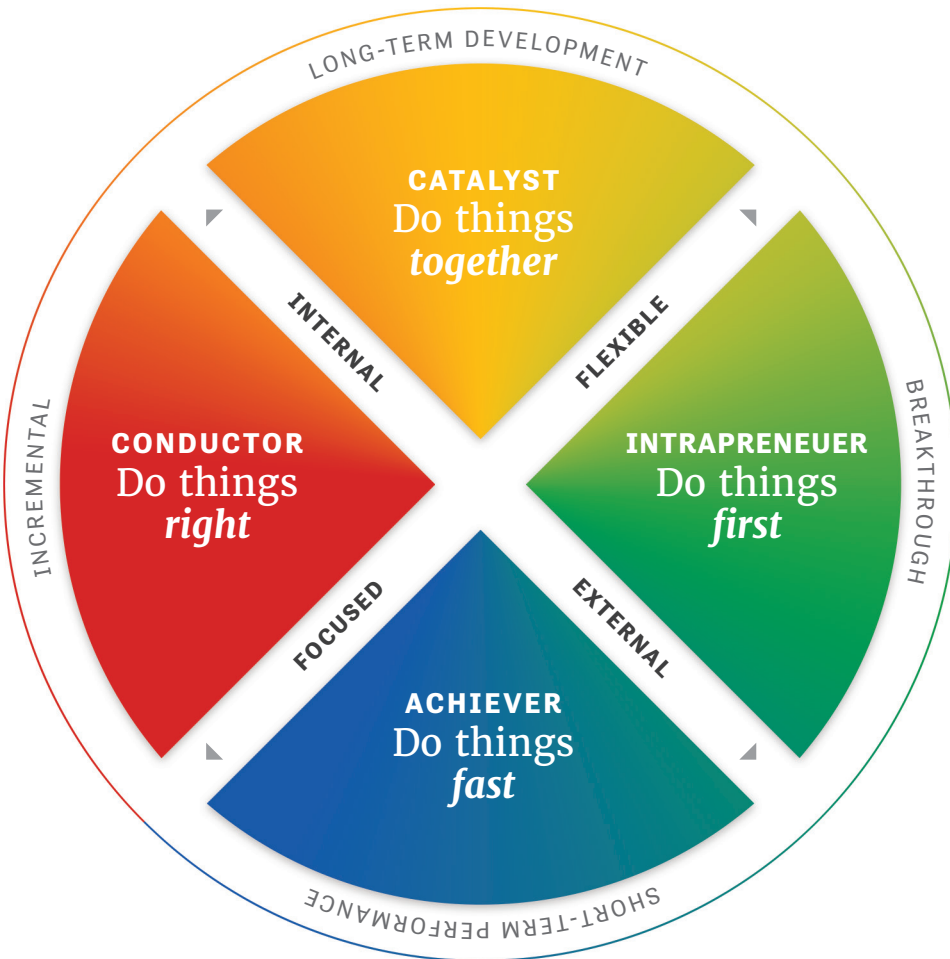 LONG-TERM DEVELOPMENT
CATALYST
Do things
together
INTERNAL
FLEXIBLE
INCREMENTAL
CONDUCTOR
Do things
right
INTRAPRENEUER
Do things
first
BREAKTHROUGH
FOCUSED
EXTERNAL
ACHIEVER
Do things
fast
SHORT-TERM PERFORMANCE